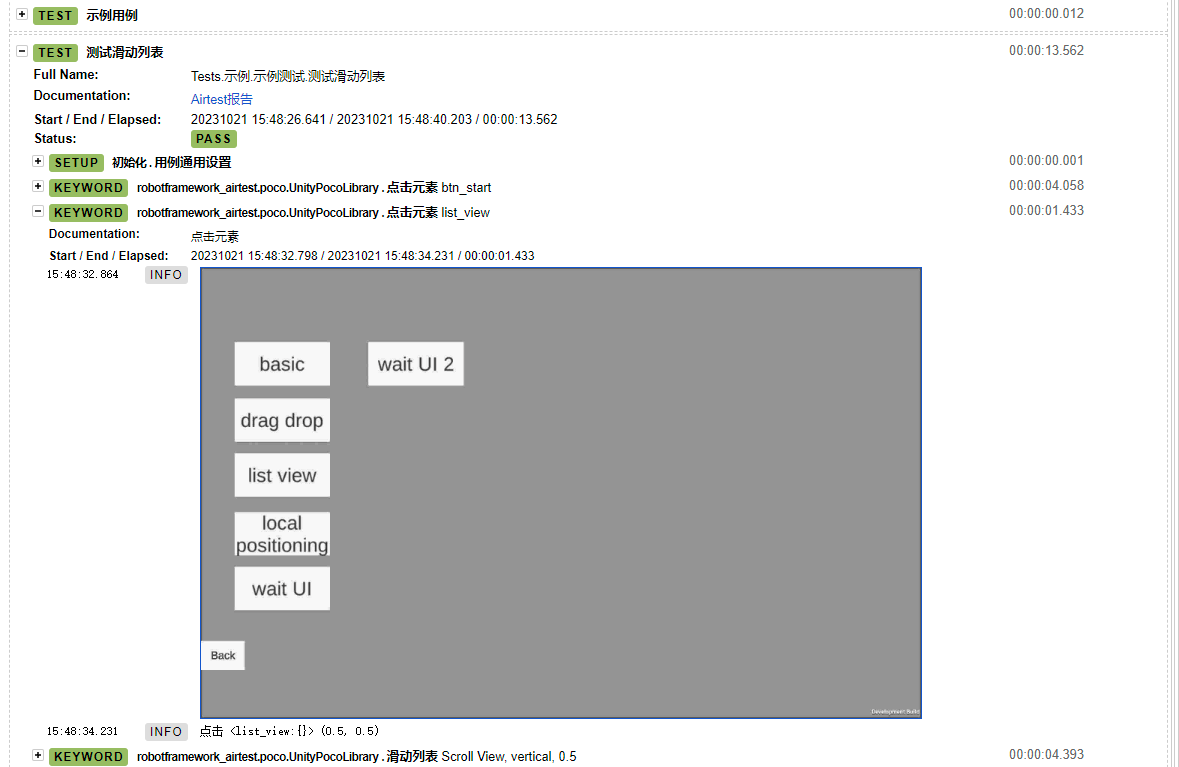 TEST 示例用例 00:00:00.012
TEST 测试滑动列表 00:00:13.562
Full Name: Tests.示例.示例测试.测试滑动列表
Documentation: Airtest报告
Start / End / Elapsed: 20231021 15:48:26.641 / 20231021 15:48:40.203 / 00:00:13.562
Status: PASS
SETUP 初始化 . 用例通用设置 00:00:00.001
KEYWORD robotframework_airtest.poco.UnityPocoLibrary . 点击元素 btn_start 00:00:04.058
KEYWORD robotframework_airtest.poco.UnityPocoLibrary . 点击元素 list_view 00:00:01.433
Documentation: 点击元素
Start / End / Elapsed: 20231021 15:48:32.798 / 20231021 15:48:34.231 / 00:00:01.433
15:48:32.864 INFO
basic wait UI 2
drag drop
list view
local
positioning
wait UI
Back
Development Build
15:48:34.231 INFO 点击 <list_view:{}> (0.5, 0.5)
KEYWORD robotframework_airtest.poco.UnityPocoLibrary . 滑动列表 Scroll View, vertical, 0.5 00:00:04.393